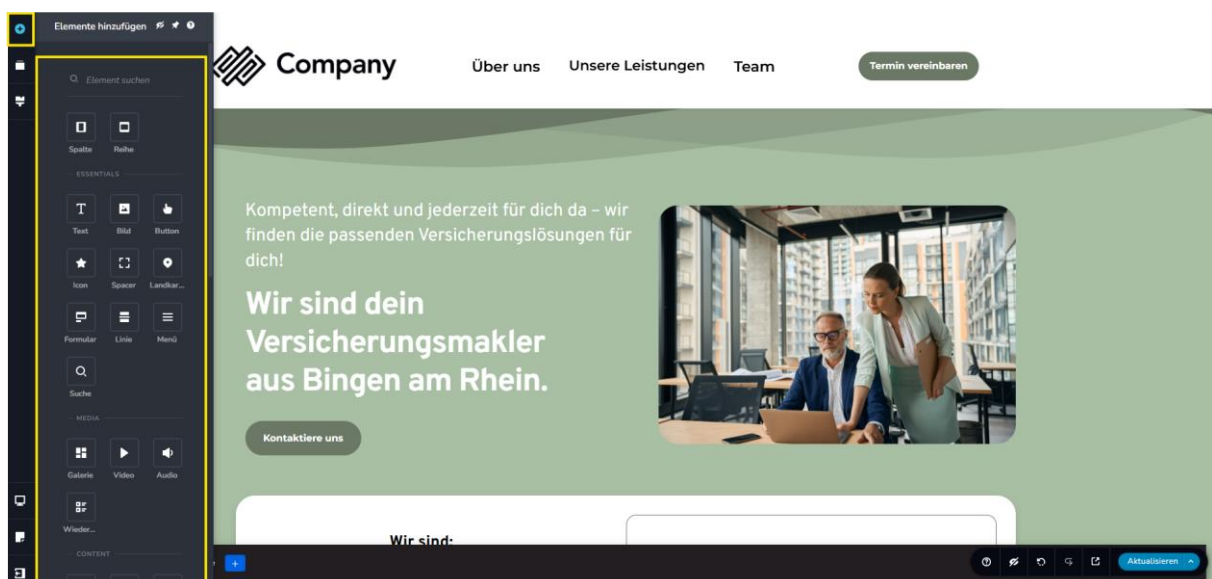 Elemente hinzufügen
Element suchen
Spalte Reihe
ESSENTIALS
Text Bild Button
Icon Spacer Landkar...
Formular Linie Menü
Suche
MEDIA
Galerie Video Audio
Wieder...
CONTENT
Company
Über uns Unsere Leistungen Team
Termin vereinbaren
Kompetent, direkt und jederzeit für dich da – wir
finden die passenden Versicherungslösungen für
dich!
Wir sind dein
Versicherungsmakler
aus Bingen am Rhein.
Kontaktiere uns
Wir sind:
Aktualisieren